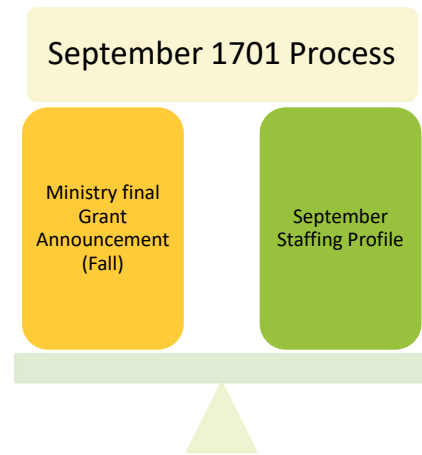 September 1701 Process
Ministry final
Grant
Announcement
(Fall)
September
Staffing Profile